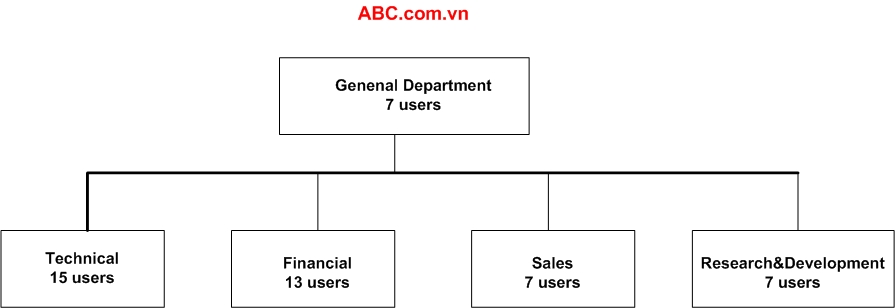 ABC.com.vn
Genenal Department
7 users
Technical
15 users
Financial
13 users
Sales
7 users
Research&Development
7 users